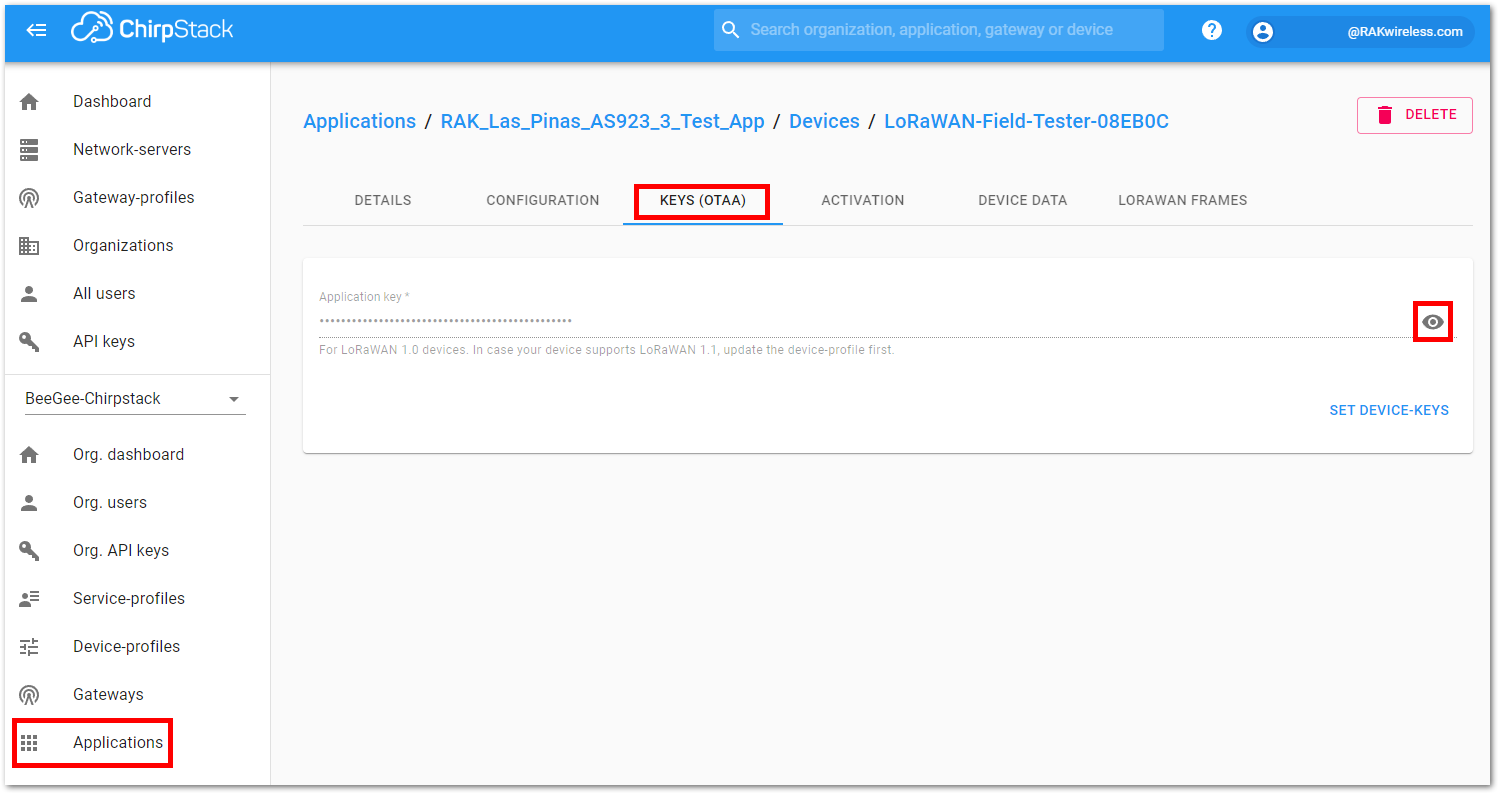 ChirpStack
Search organization, application, gateway or device
?
@RAKwireless.com
Dashboard
Network-servers
Gateway-profiles
Organizations
All users
API keys
BeeGee-Chirpstack
Org. dashboard
Org. users
Org. API keys
Service-profiles
Device-profiles
Gateways
Applications
Applications / RAK_Las_Pinas_AS923_3_Test_App / Devices / LoRaWAN-Field-Tester-08EB0C
DELETE
DETAILS CONFIGURATION KEYS (OTAA) ACTIVATION DEVICE DATA LORAWAN FRAMES
Application key *
•••••••••••••••••••••••••••••••••••••••••••••••
For LoRaWAN 1.0 devices. In case your device supports LoRaWAN 1.1, update the device-profile first.
SET DEVICE-KEYS